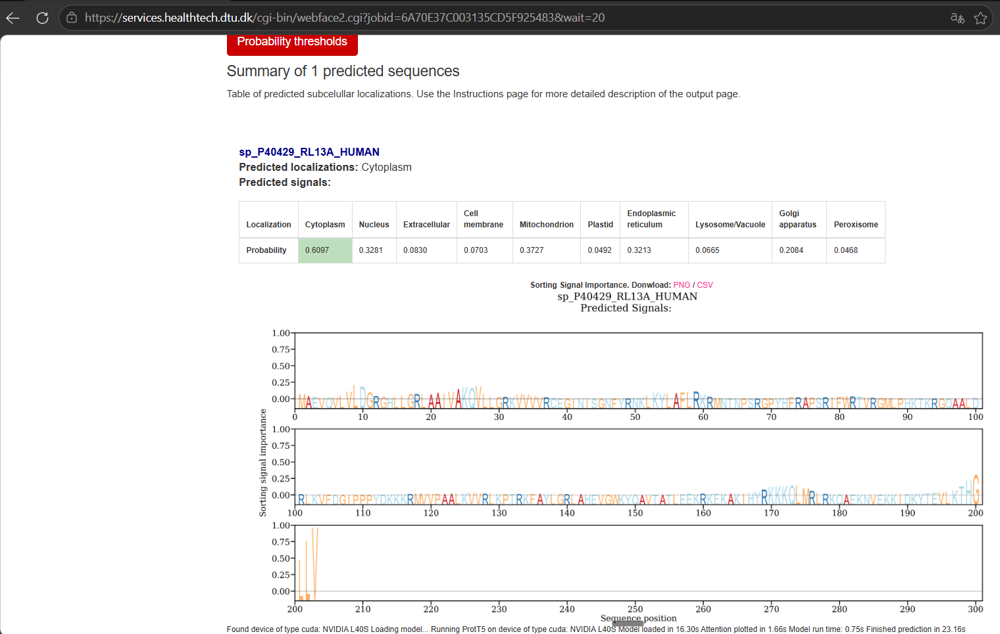 https://services.healthtech.dtu.dk/cgi-bin/webface2.cgi?jobid=6A70E37C003135CD5F925483&wait=20
Probability thresholds
Summary of 1 predicted sequences
Table of predicted subcelullar localizations. Use the Instructions page for more detailed description of the output page.
sp_P40429_RL13A_HUMAN
Predicted localizations: Cytoplasm
Predicted signals:
Localization Cytoplasm Nucleus Extracellular Cell membrane Mitochondrion Plastid Endoplasmic reticulum Lysosome/Vacuole Golgi apparatus Peroxisome
Probability 0.6097 0.3281 0.0830 0.0703 0.3727 0.0492 0.3213 0.0665 0.2084 0.0468
Sorting Signal Importance. Donwload: PNG / CSV
sp_P40429_RL13A_HUMAN
Predicted Signals:
Sorting signal importance
1.00
0.75
0.50
0.25
0.00
0 10 20 30 40 50 60 70 80 90 100
1.00
0.75
0.50
0.25
0.00
100 110 120 130 140 150 160 170 180 190 200
1.00
0.75
0.50
0.25
0.00
200 210 220 230 240 250 260 270 280 290 300
Sequence position
Found device of type cuda: NVIDIA L40S Loading model... Running ProtT5 on device of type cuda: NVIDIA L40S Model loaded in 16.30s Attention plotted in 1.66s Model run time: 0.75s Finished prediction in 23.16s